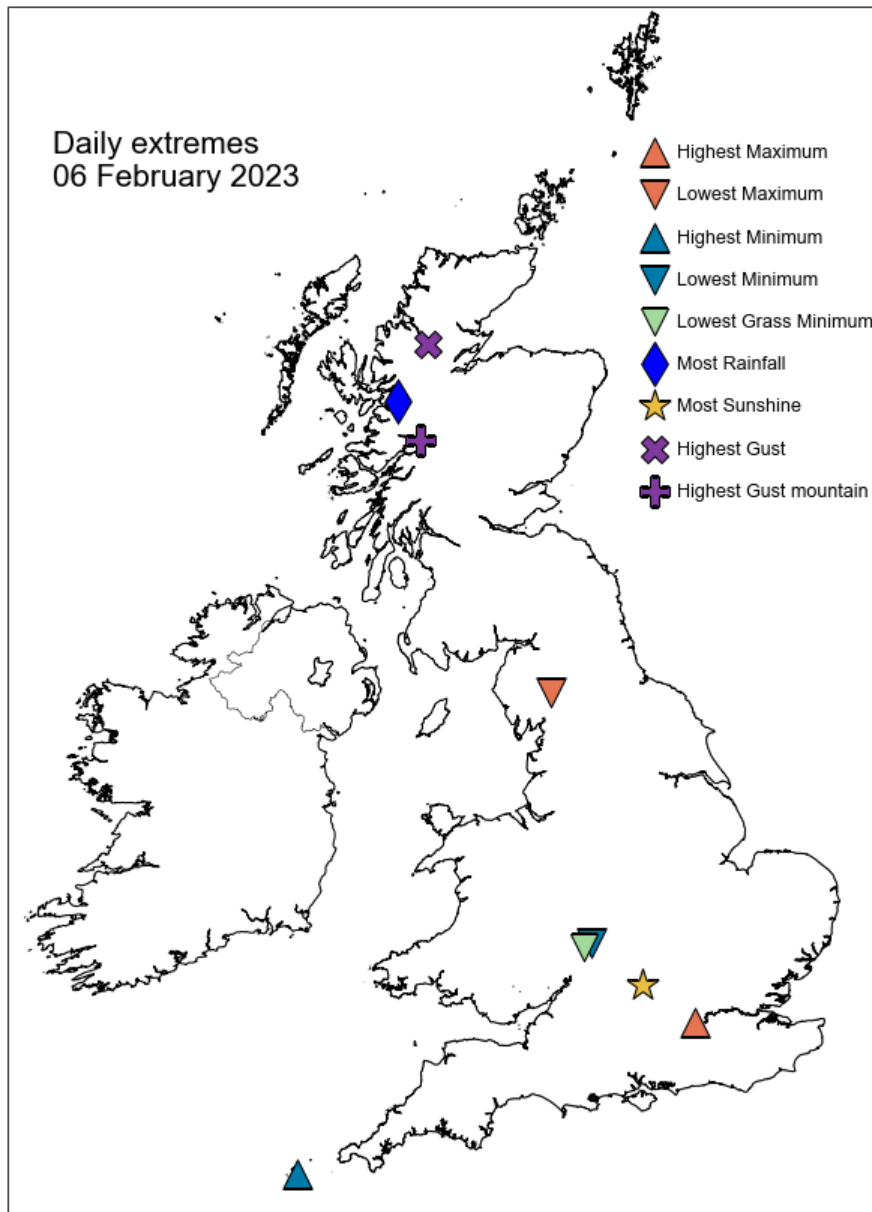 Daily extremes
06 February 2023
Highest Maximum
Lowest Maximum
Highest Minimum
Lowest Minimum
Lowest Grass Minimum
Most Rainfall
Most Sunshine
Highest Gust
Highest Gust mountain